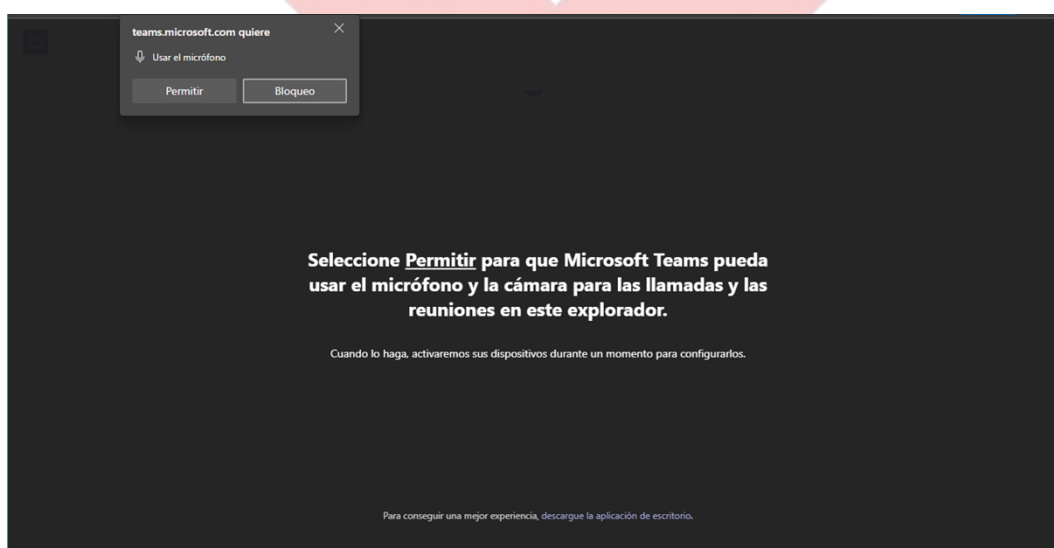 teams.microsoft.com quiere
Usar el micrófono
Permitir
Bloqueo
Seleccione Permitir para que Microsoft Teams pueda
usar el micrófono y la cámara para las llamadas y las
reuniones en este explorador.
Cuando lo haga, activaremos sus dispositivos durante un momento para configurarlos.
Para conseguir una mejor experiencia, descargue la aplicación de escritorio.